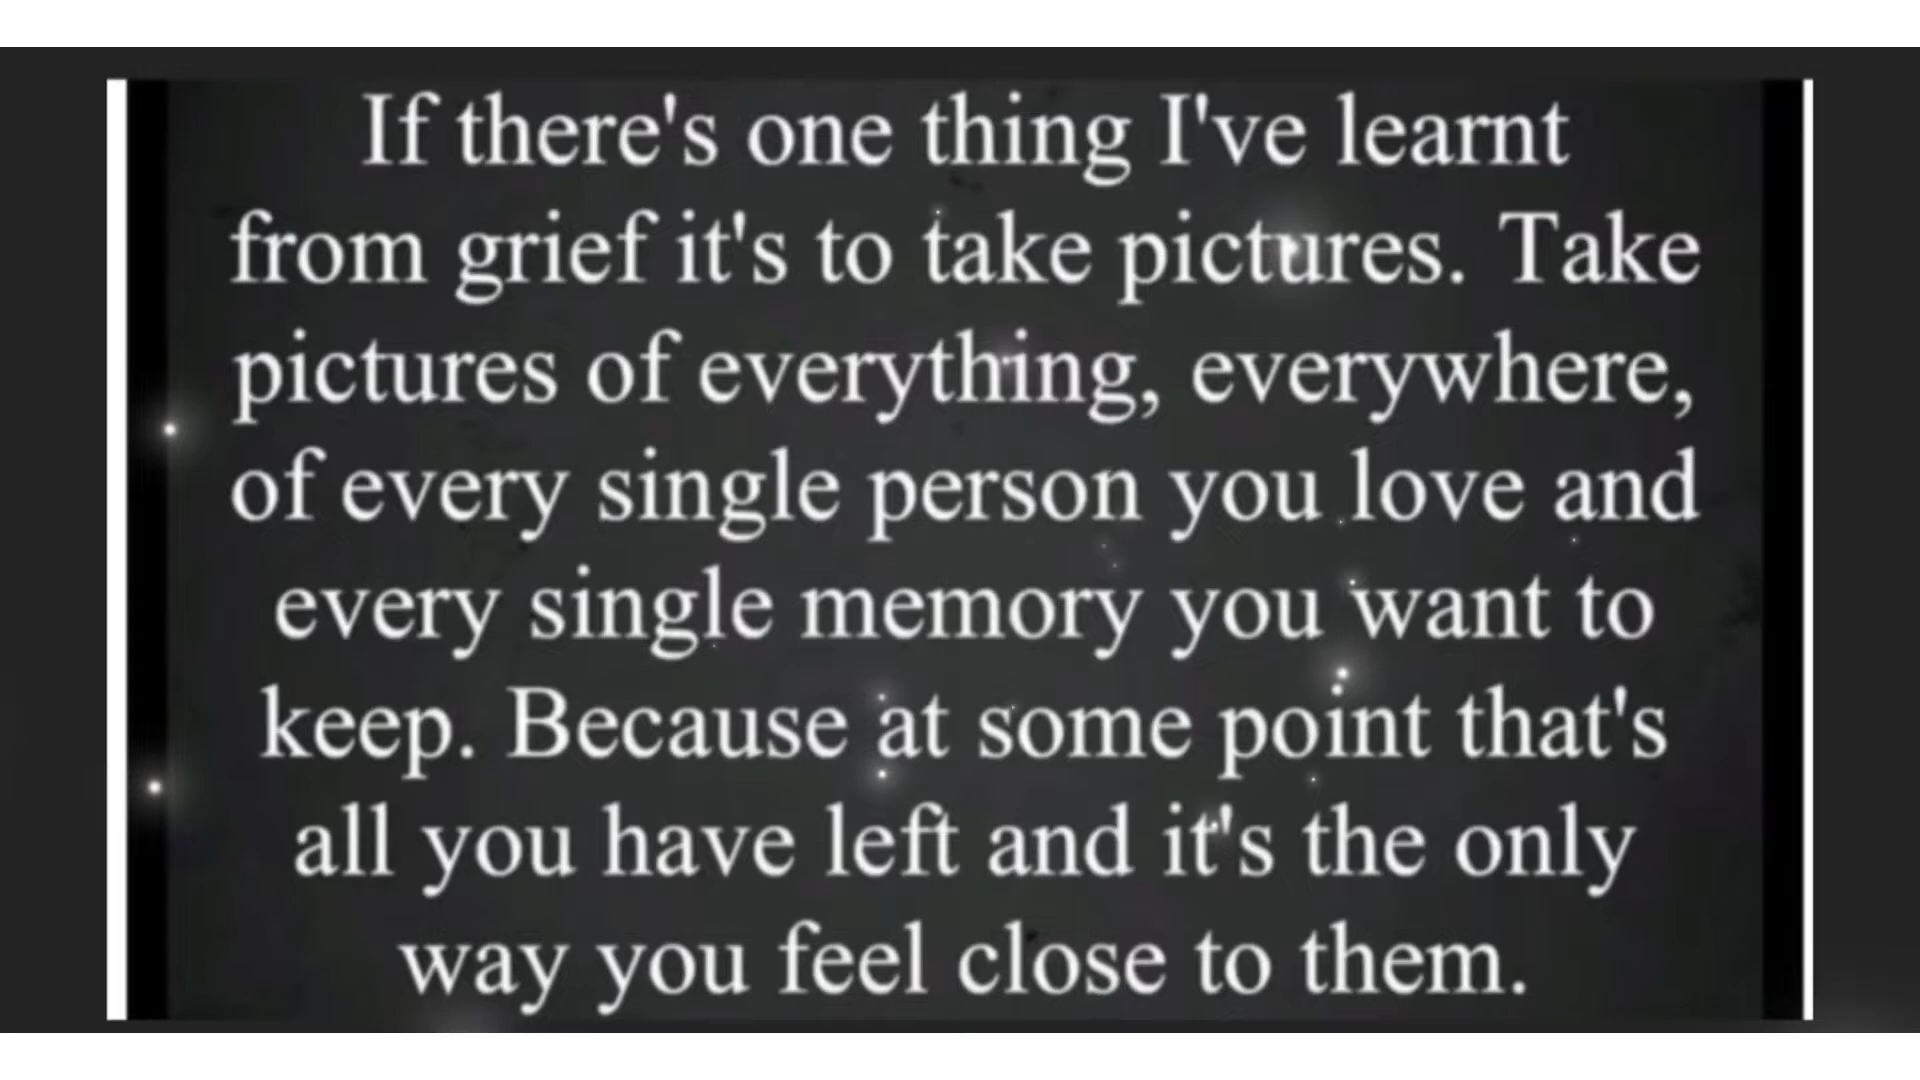 If there's one thing I've learnt
from grief it's to take pictures. Take
pictures of everything, everywhere,
of every single person you love and
every single memory you want to
keep. Because at some point that's
all you have left and it's the only
way you feel close to them.